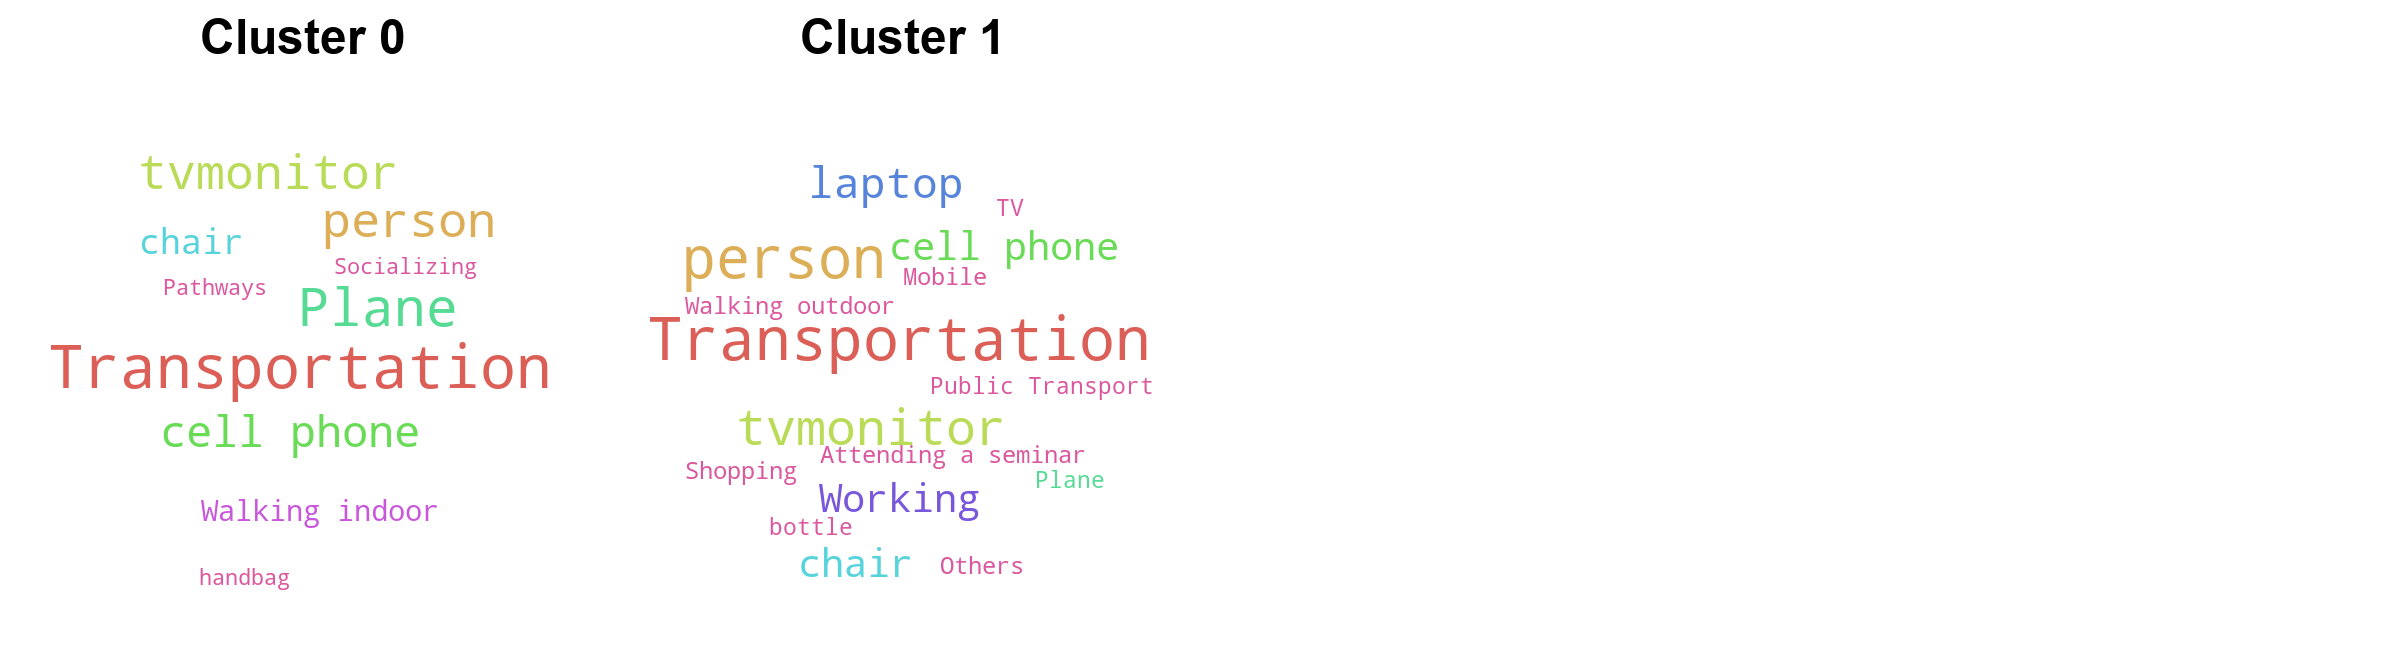 Cluster 0
tvmonitor
person
chair
Socializing
Pathways
Plane
Transportation
cell phone
Walking indoor
handbag
Cluster 1
laptop
TV
person
cell phone
Mobile
Walking outdoor
Transportation
Public Transport
tvmonitor
Attending a seminar
Shopping
Plane
Working
bottle
chair
Others